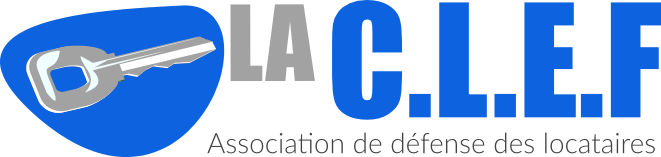 LA C.L.E.F
Association de défense des locataires